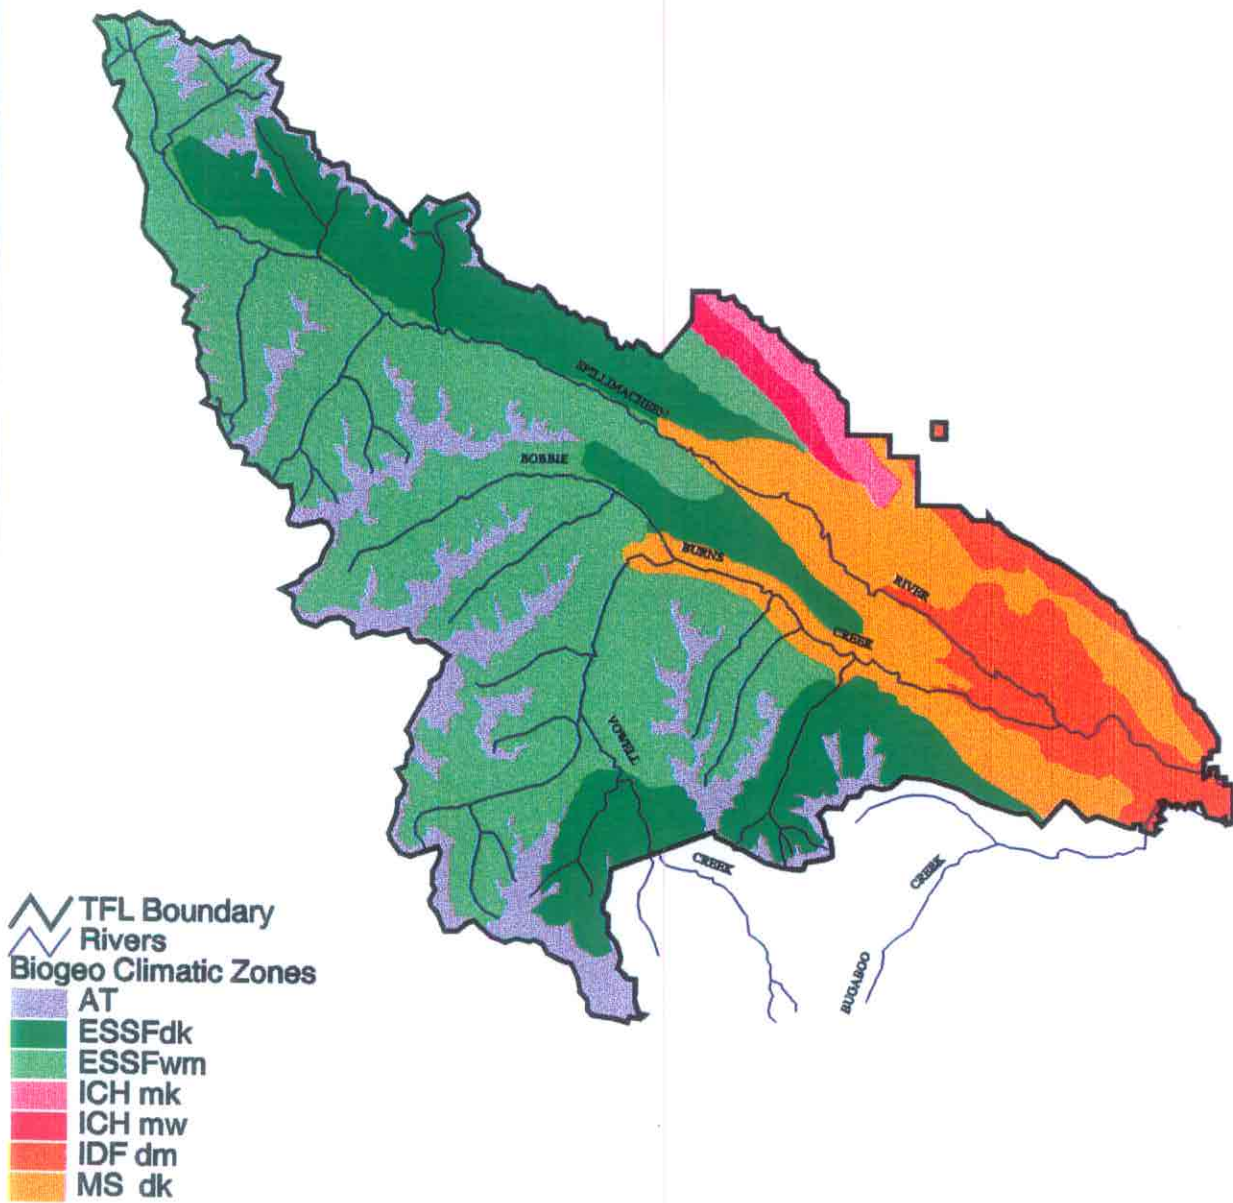 SPILLIMACHEEN
BOBBIE
BURNS
RIVER
CREEK
VOWELL
CREEK
CREEK
BUGABOO
TFL Boundary
Rivers
Biogeo Climatic Zones
AT
ESSFdk
ESSFwm
ICH mk
ICH mw
IDF dm
MS dk